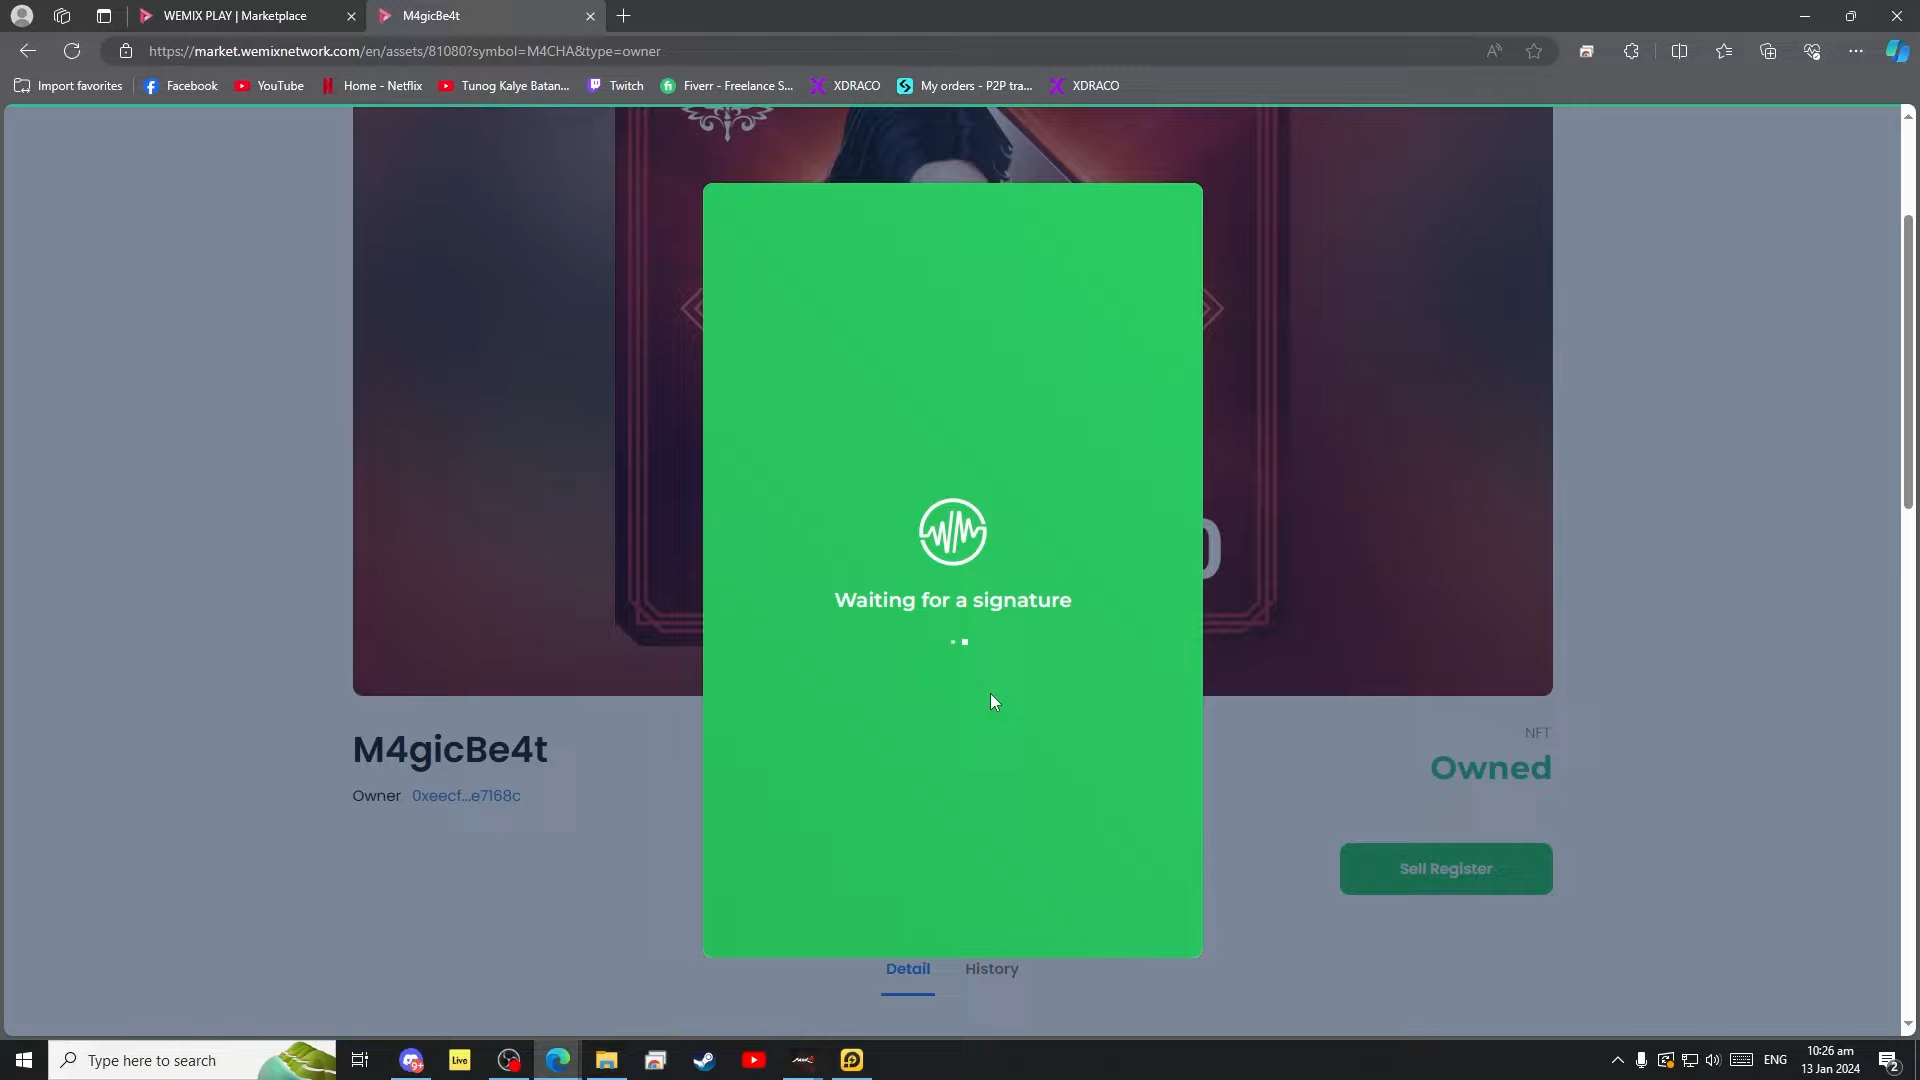 WEMIX PLAY | Marketplace
M4gicBe4t
https://market.wemixnetwork.com/en/assets/81080?symbol=M4CHA&type=owner
Import favorites
Facebook
YouTube
Home - Netflix
Tunog Kalye Batan...
Twitch
Fiverr - Freelance S...
XDRACO
My orders - P2P tra...
XDRACO
Waiting for a signature
M4gicBe4t
Owner 0xeecf...e7168c
NFT
Owned
Sell Register
Detail
History
Type here to search
9+
Live
ENG
10:26 am
13 Jan 2024
2